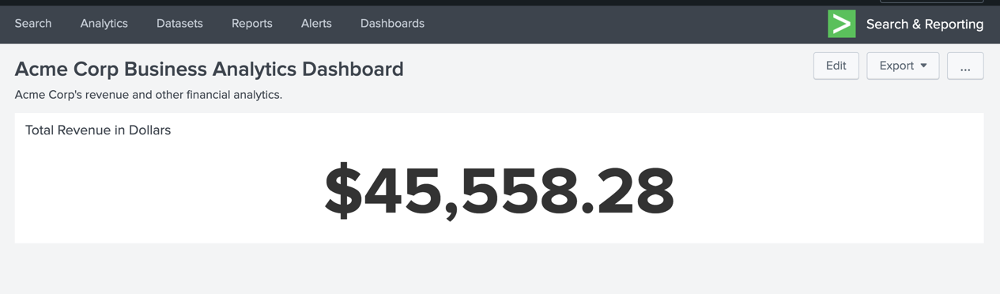 Search Analytics Datasets Reports Alerts Dashboards Search & Reporting
Acme Corp Business Analytics Dashboard Edit Export ...
Acme Corp's revenue and other financial analytics.
Total Revenue in Dollars
$45,558.28